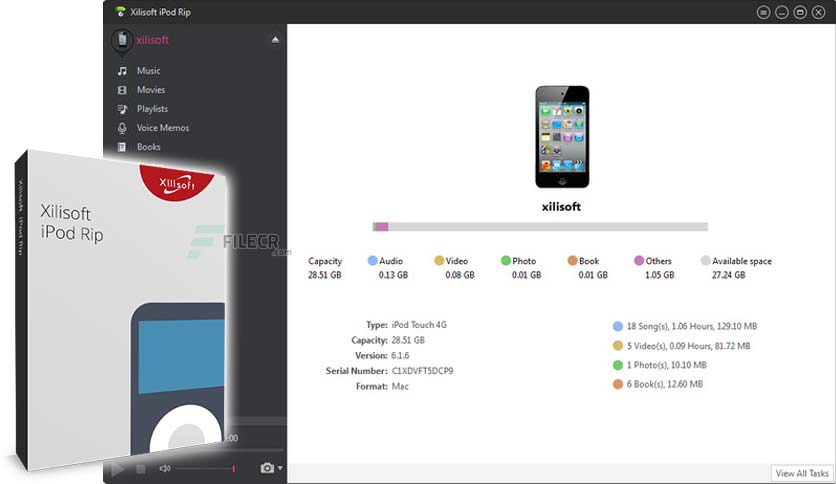 Xilisoft iPod Rip
xilisoft
Music
Movies
Playlists
Voice Memos
Books
Xilisoft
Xilisoft
iPod Rip
Xilisoft iPod Rip
FILECR
.com
xilisoft
Capacity Audio Video Photo Book Others Available space
28.51 GB 0.13 GB 0.08 GB 0.01 GB 0.01 GB 1.05 GB 27.24 GB
Type: iPod Touch 4G
Capacity: 28.51 GB
Version: 6.1.6
Serial Number: C1XDVFT5DCP9
Format: Mac
18 Song(s), 1.06 Hours, 129.10 MB
5 Video(s), 0.09 Hours, 81.72 MB
1 Photo(s), 10.10 MB
6 Book(s), 12.60 MB
:00
View All Tasks